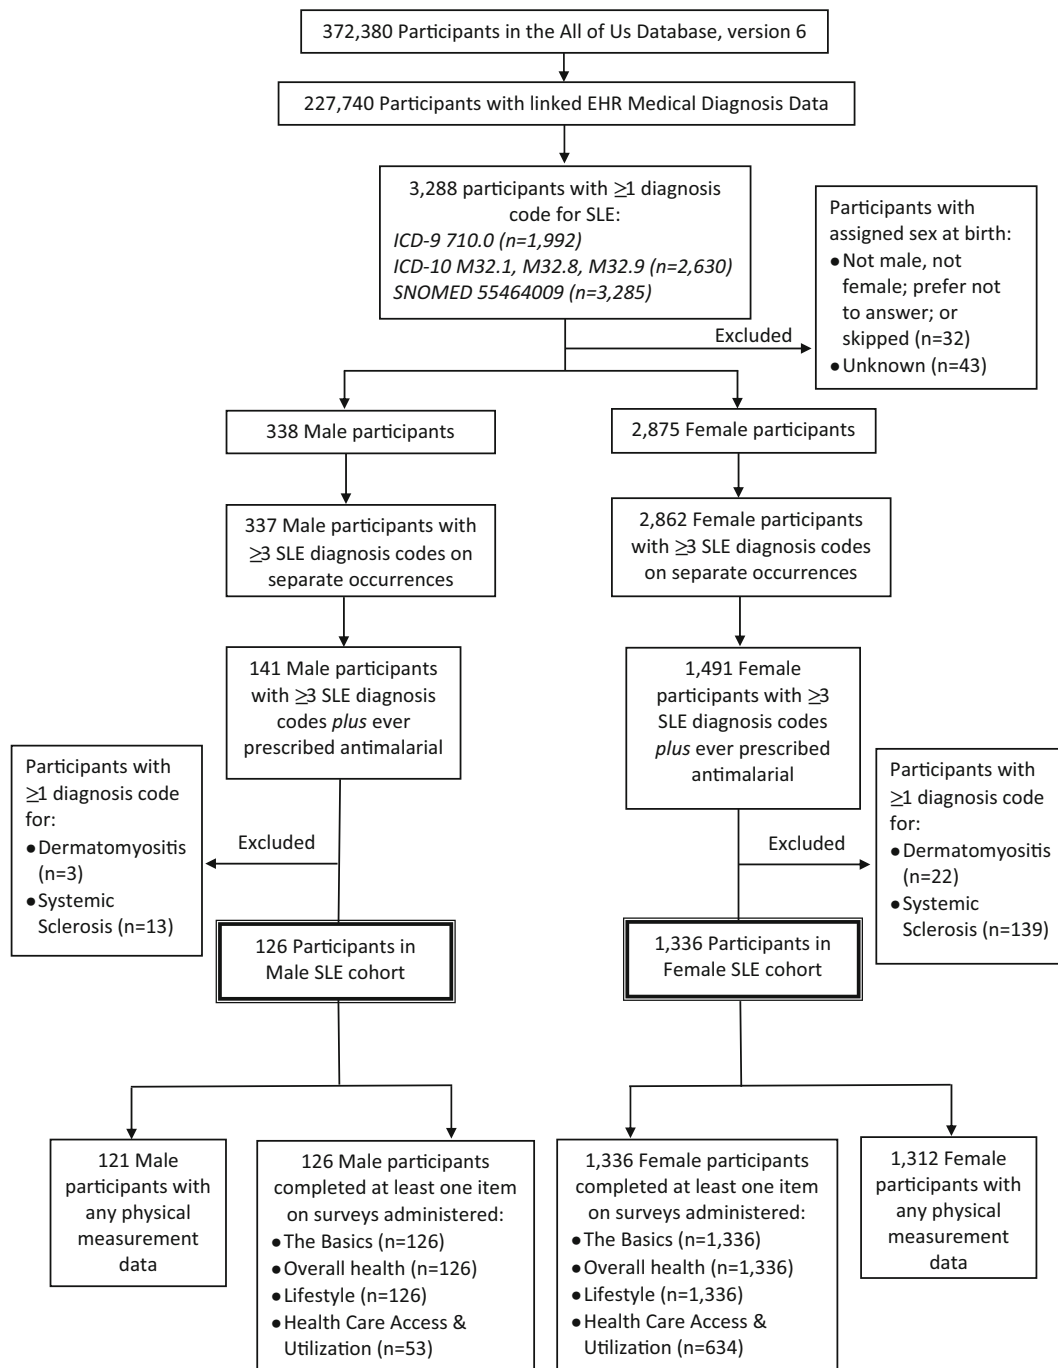 372,380 Participants in the All of Us Database, version 6
227,740 Participants with linked EHR Medical Diagnosis Data
3,288 participants with ≥1 diagnosis
code for SLE:
ICD-9 710.0 (n=1,992)
ICD-10 M32.1, M32.8, M32.9 (n=2,630)
SNOMED 55464009 (n=3,285)
Participants with
assigned sex at birth:
● Not male, not
female; prefer not
to answer; or
skipped (n=32)
● Unknown (n=43)
Excluded
338 Male participants
2,875 Female participants
337 Male participants with
≥3 SLE diagnosis codes on
separate occurrences
2,862 Female participants
with ≥3 SLE diagnosis codes
on separate occurrences
141 Male participants
with ≥3 SLE diagnosis
codes plus ever
prescribed antimalarial
1,491 Female
participants with ≥3
SLE diagnosis codes
plus ever prescribed
antimalarial
Participants with
≥1 diagnosis code
for:
● Dermatomyositis
(n=3)
● Systemic
Sclerosis (n=13)
Excluded
Excluded
Participants with
≥1 diagnosis code
for:
● Dermatomyositis
(n=22)
● Systemic
Sclerosis (n=139)
126 Participants in
Male SLE cohort
1,336 Participants in
Female SLE cohort
121 Male
participants with
any physical
measurement
data
126 Male participants
completed at least one item
on surveys administered:
● The Basics (n=126)
● Overall health (n=126)
● Lifestyle (n=126)
● Health Care Access &
Utilization (n=53)
1,336 Female participants
completed at least one item
on surveys administered:
● The Basics (n=1,336)
● Overall health (n=1,336)
● Lifestyle (n=1,336)
● Health Care Access &
Utilization (n=634)
1,312 Female
participants with
any physical
measurement
data